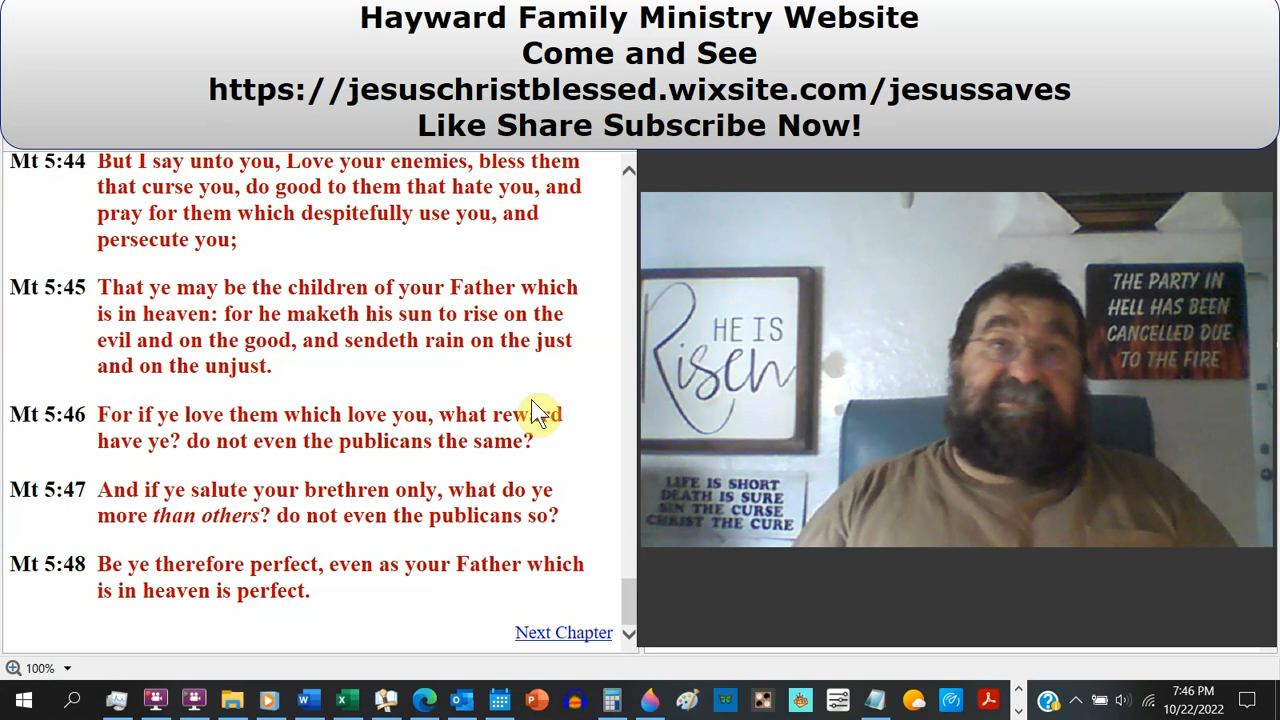 Hayward Family Ministry Website
Come and See
https://jesuschristblessed.wixsite.com/jesussaves
Like Share Subscribe Now!
Mt 5:44 But I say unto you, Love your enemies, bless them
that curse you, do good to them that hate you, and
pray for them which despitefully use you, and
persecute you;
Mt 5:45 That ye may be the children of your Father which
is in heaven: for he maketh his sun to rise on the
evil and on the good, and sendeth rain on the just
and on the unjust.
Mt 5:46 For if ye love them which love you, what reward
have ye? do not even the publicans the same?
Mt 5:47 And if ye salute your brethren only, what do ye
more than others? do not even the publicans so?
Mt 5:48 Be ye therefore perfect, even as your Father which
is in heaven is perfect.
Next Chapter
HE IS
Risen
THE PARTY IN
HELL HAS BEEN
CANCELLED DUE
TO THE FIRE
LIFE IS SHORT
DEATH IS SURE
SIN THE CURSE
CHRIST THE CURE
100%
7:46 PM
10/22/2022